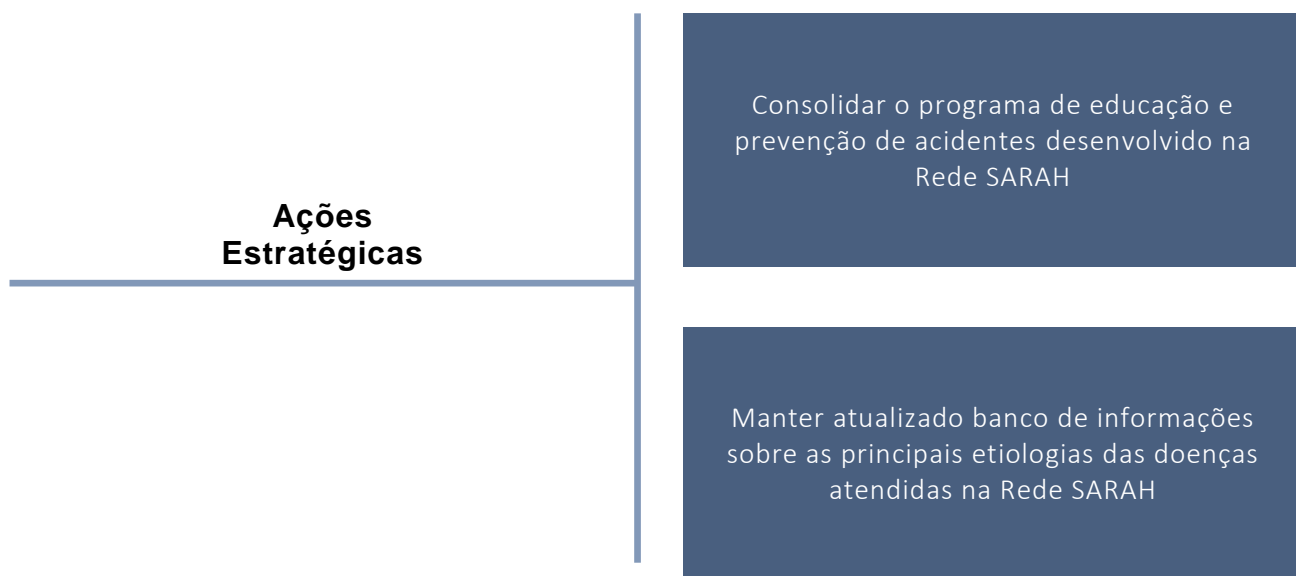 Ações
Estratégicas
Consolidar o programa de educação e
prevenção de acidentes desenvolvido na
Rede SARAH
Manter atualizado banco de informações
sobre as principais etiologias das doenças
atendidas na Rede SARAH